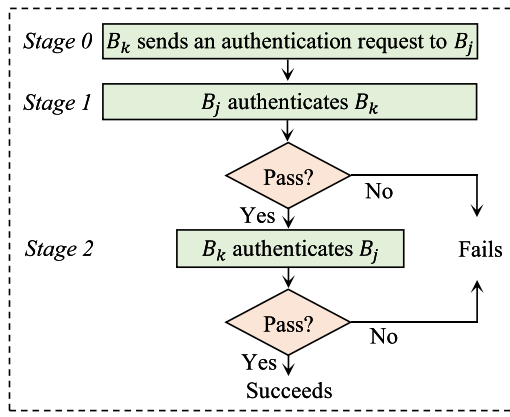 Stage 0 B_k sends an authentication request to B_j
Stage 1 B_j authenticates B_k
Pass?
No
Yes
Stage 2 B_k authenticates B_j
Fails
Pass?
No
Yes
Succeeds